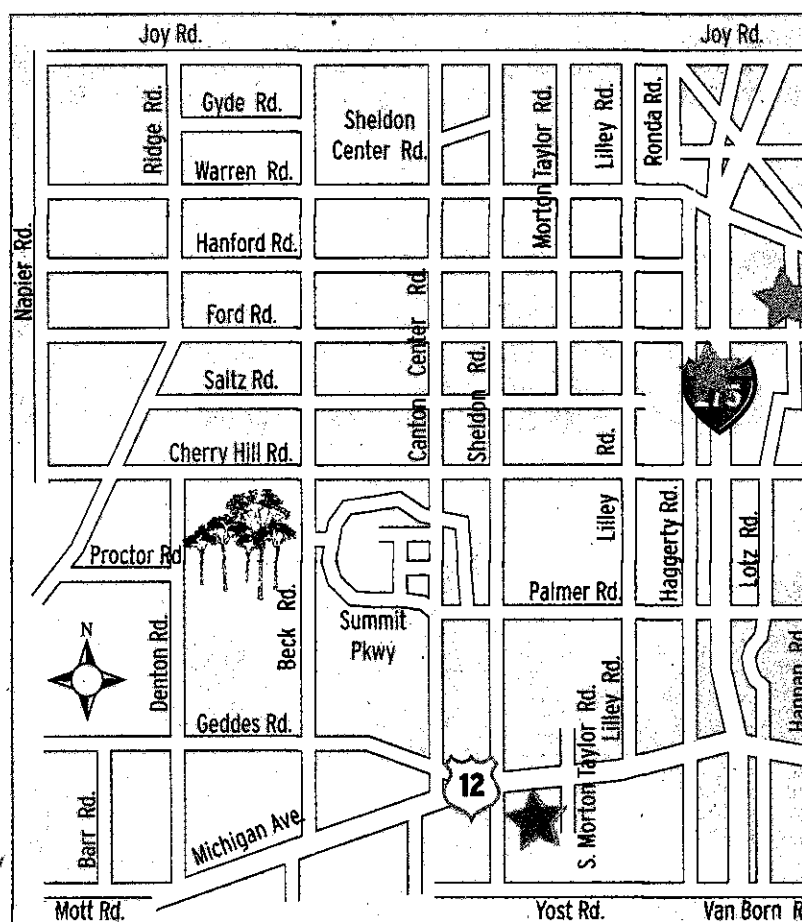 Joy Rd.
Joy Rd.
Ridge Rd.
Gyde Rd.
Warren Rd.
Sheldon
Center Rd.
Morton Taylor Rd.
Lilley Rd.
Ronda Rd.
Napier Rd.
Hanford Rd.
Ford Rd.
Saltz Rd.
Cherry Hill Rd.
Canton Center Rd.
Sheldon Rd.
Lilley Rd.
275
Proctor Rd
Haggerty Rd.
Lotz Rd.
Palmer Rd.
Summit
Pkwy
N
Denton Rd.
Beck Rd.
Geddes Rd.
S. Morton Taylor Rd.
Lilley Rd.
Hannan Rd.
12
Barr Rd.
Michigan Ave.
Mott Rd.
Yost Rd.
Van Born R